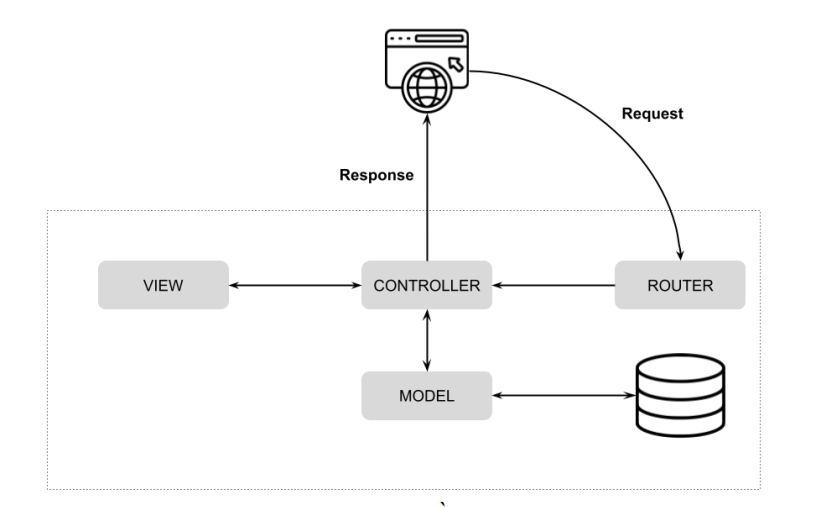 Request
Response
VIEW
CONTROLLER
ROUTER
MODEL
`